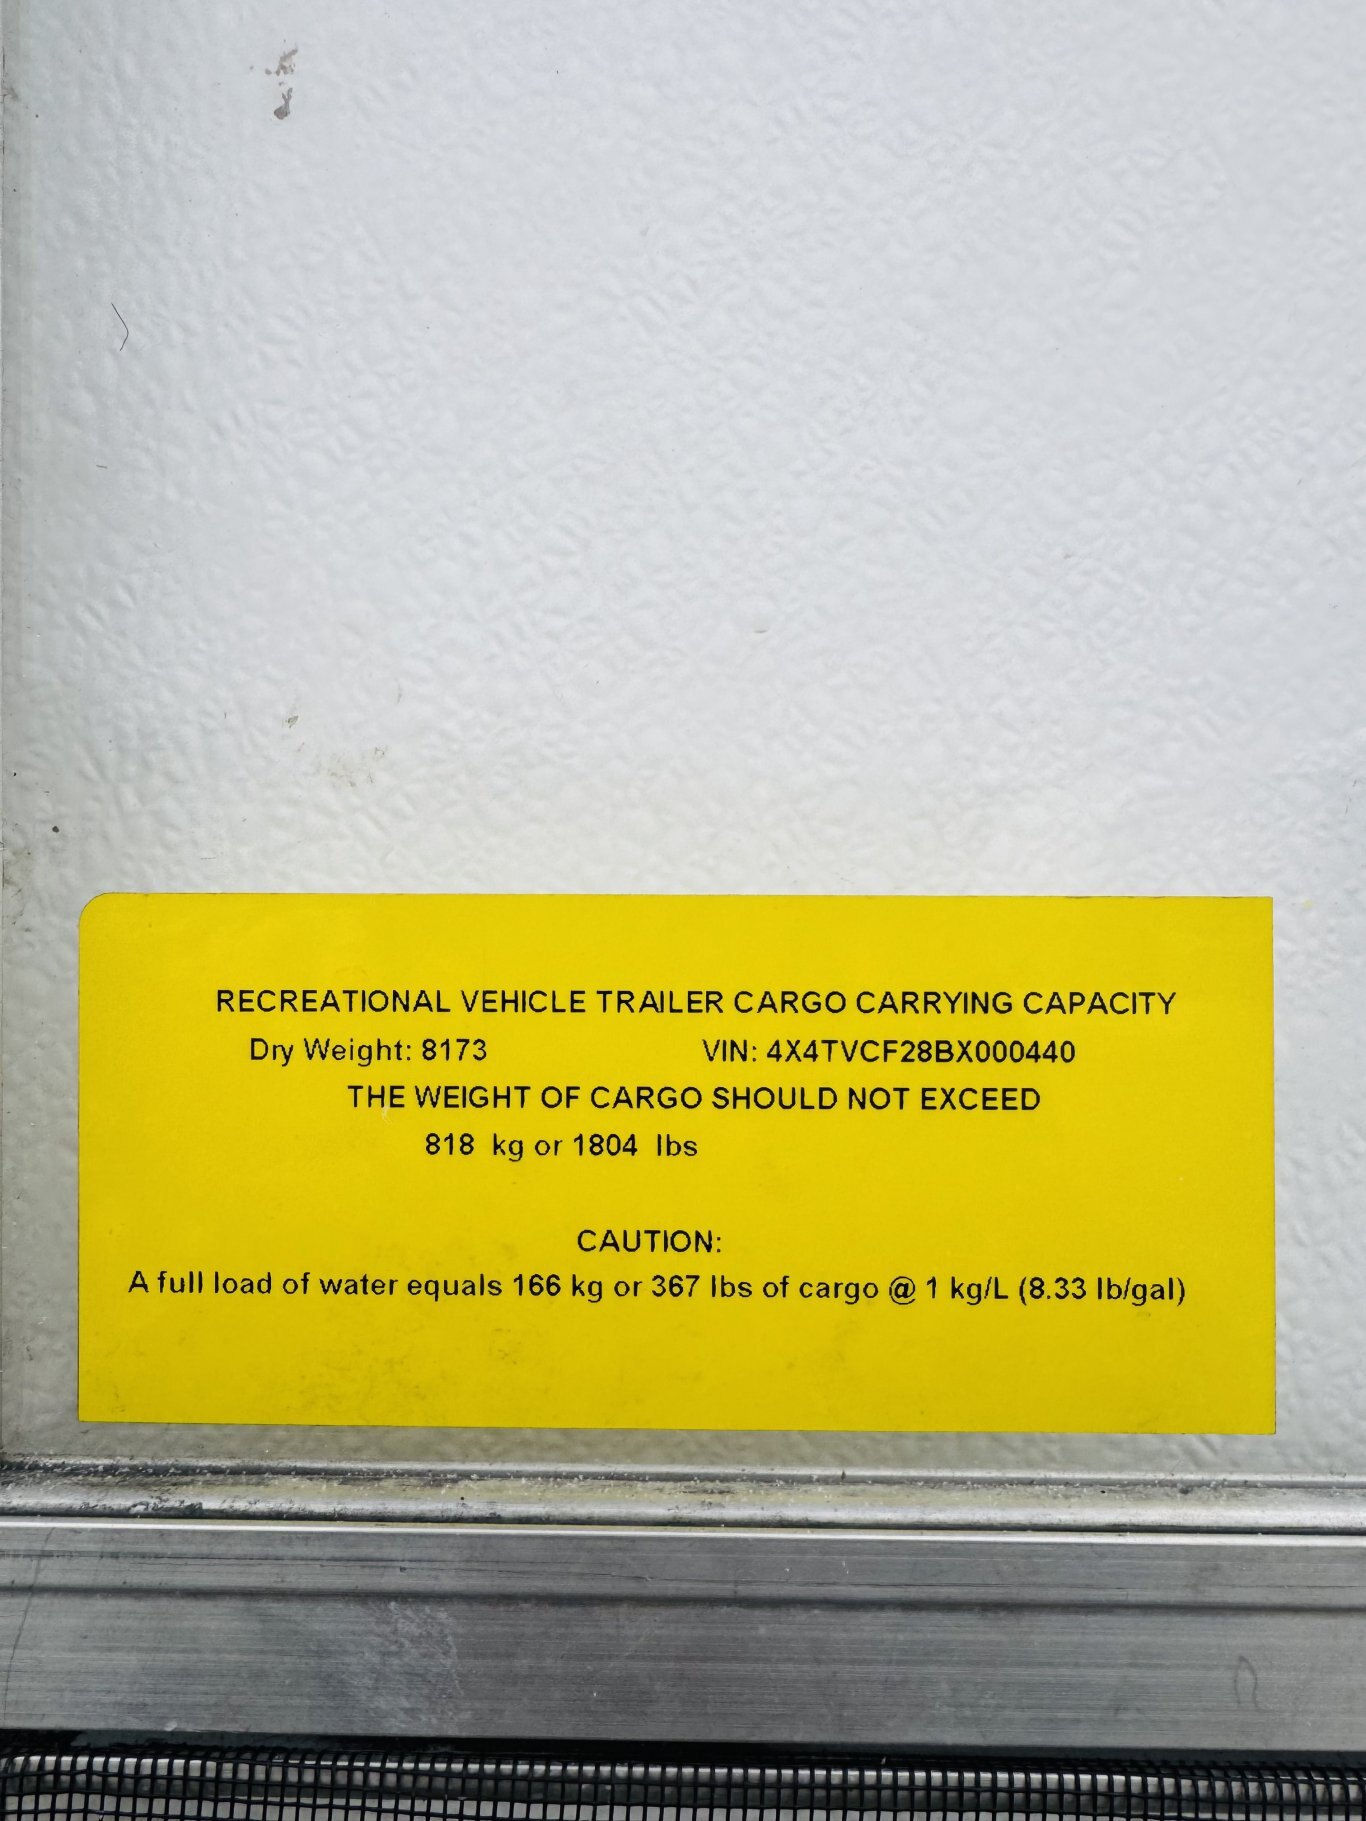 RECREATIONAL VEHICLE TRAILER CARGO CARRYING CAPACITY
Dry Weight: 8173 VIN: 4X4TVCF28BX000440
THE WEIGHT OF CARGO SHOULD NOT EXCEED
818 kg or 1804 lbs
CAUTION:
A full load of water equals 166 kg or 367 lbs of cargo @ 1 kg/L (8.33 lb/gal)